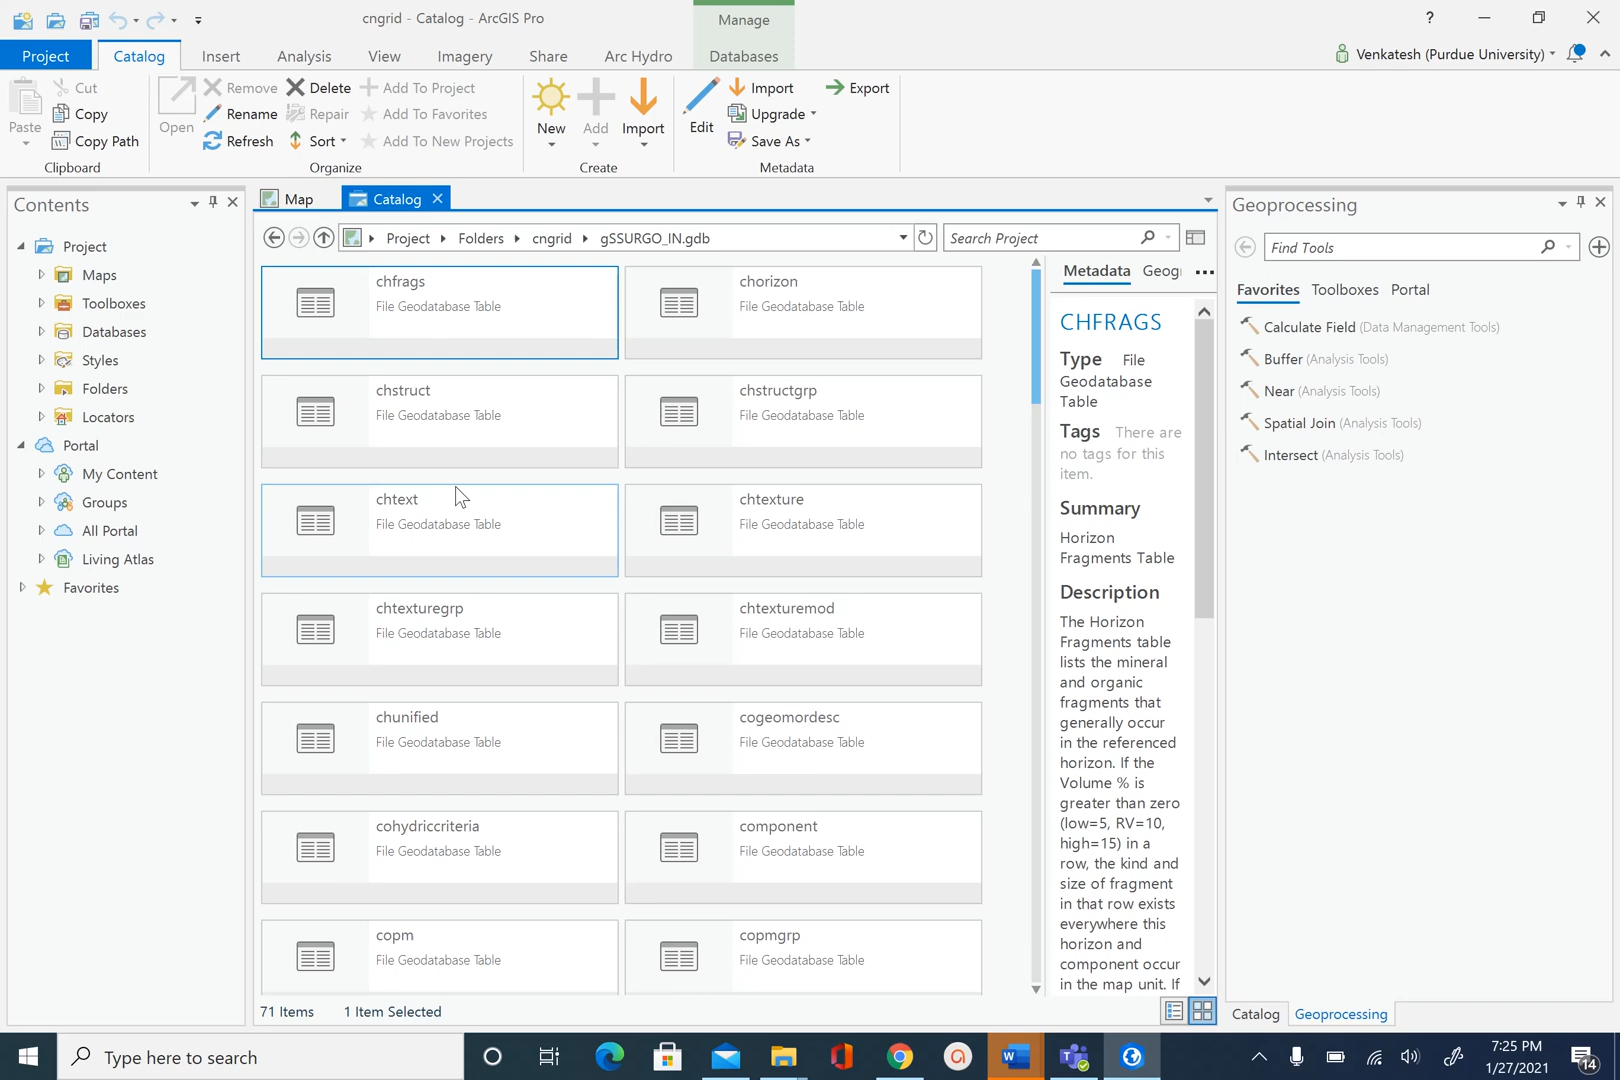 cngrid - Catalog - ArcGIS Pro
Manage
?
Project
Catalog
Insert
Analysis
View
Imagery
Share
Arc Hydro
Databases
Venkatesh (Purdue University)
Paste
Cut
Copy
Copy Path
Clipboard
Open
Remove
Rename
Refresh
Delete
Repair
Sort
Add To Project
Add To Favorites
Add To New Projects
Organize
New
Add
Import
Create
Edit
Import
Upgrade
Save As
Export
Metadata
Contents
Project
Maps
Toolboxes
Databases
Styles
Folders
Locators
Portal
My Content
Groups
All Portal
Living Atlas
Favorites
Map
Catalog
Project
Folders
cngrid
gSSURGO_IN.gdb
Search Project
chfrags
File Geodatabase Table
chorizon
File Geodatabase Table
chstruct
File Geodatabase Table
chstructgrp
File Geodatabase Table
chtext
File Geodatabase Table
chtexture
File Geodatabase Table
chtexturegrp
File Geodatabase Table
chtexturemod
File Geodatabase Table
chunified
File Geodatabase Table
cogeomordesc
File Geodatabase Table
cohydriccriteria
File Geodatabase Table
component
File Geodatabase Table
copm
File Geodatabase Table
copmgrp
File Geodatabase Table
71 Items
1 Item Selected
Metadata Geog
CHFRAGS
Type File
Geodatabase
Table
Tags There are
no tags for this
item.
Summary
Horizon
Fragments Table
Description
The Horizon
Fragments table
lists the mineral
and organic
fragments that
generally occur
in the referenced
horizon. If the
Volume % is
greater than zero
(low=5, RV=10,
high=15) in a
row, the kind and
size of fragment
in that row exists
everywhere this
horizon and
component occur
in the map unit. If
Geoprocessing
Find Tools
Favorites
Toolboxes
Portal
Calculate Field (Data Management Tools)
Buffer (Analysis Tools)
Near (Analysis Tools)
Spatial Join (Analysis Tools)
Intersect (Analysis Tools)
Catalog
Geoprocessing
Type here to search
7:25 PM
1/27/2021
14